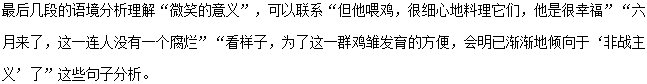 最后几段的语境分析理解“微笑的意义”，可以联系“但他喂鸡，很细心地料理它们，他是很幸福”“六
月来了，这一连人没有一个腐烂”“看样子，为了这一群鸡雏发育的方便，会明已渐渐地倾向于‘非战主
义’了”这些句子分析。